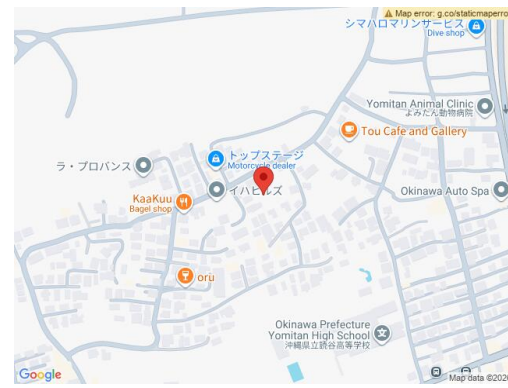 Map error: g.co/staticmaperro
シマハロマリンサービス
Dive shop
Yomitan Animal Clinic
よみたん動物病院
Tou Cafe and Gallery
トップステージ
Motorcycle dealer
ラ・プロバンス
イハヒルズ
KaaKuu
Bagel shop
Okinawa Auto Spa
oru
Okinawa Prefecture
Yomitan High School
沖縄県立読谷高等学校
Google
Map data ©2026